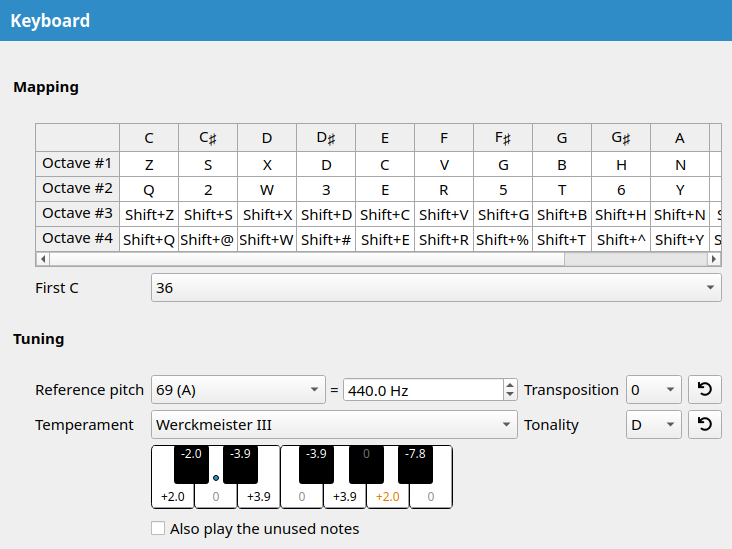 Keyboard
Mapping
C C♯ D D♯ E F F♯ G G♯ A
Octave #1 Z S X D C V G B H N
Octave #2 Q 2 W 3 E R 5 T 6 Y
Octave #3 Shift+Z Shift+S Shift+X Shift+D Shift+C Shift+V Shift+G Shift+B Shift+H Shift+N S
Octave #4 Shift+Q Shift+@ Shift+W Shift+# Shift+E Shift+R Shift+% Shift+T Shift+^ Shift+Y S
First C 36
Tuning
Reference pitch 69 (A) = 440.0 Hz Transposition 0
Temperament Werckmeister III Tonality D
-2.0 -3.9 -3.9 0 -7.8
+2.0 0 +3.9 0 +3.9 +2.0 0
Also play the unused notes